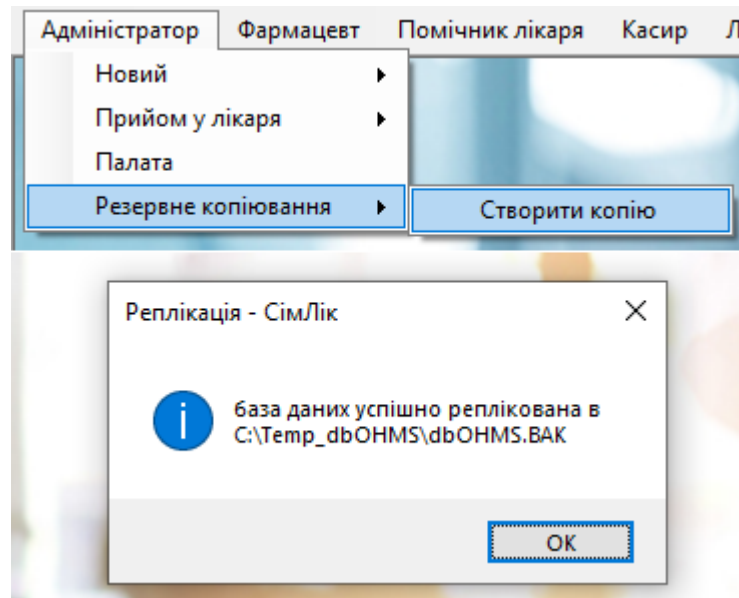 Адміністратор Фармацевт Помічник лікаря Касир Л
Новий
Прийом у лікаря
Палата
Резервне копіювання Створити копію
Реплікація - СімЛік
база даних успішно реплікована в
C:\Temp_dbOHMS\dbOHMS.BAK
OK